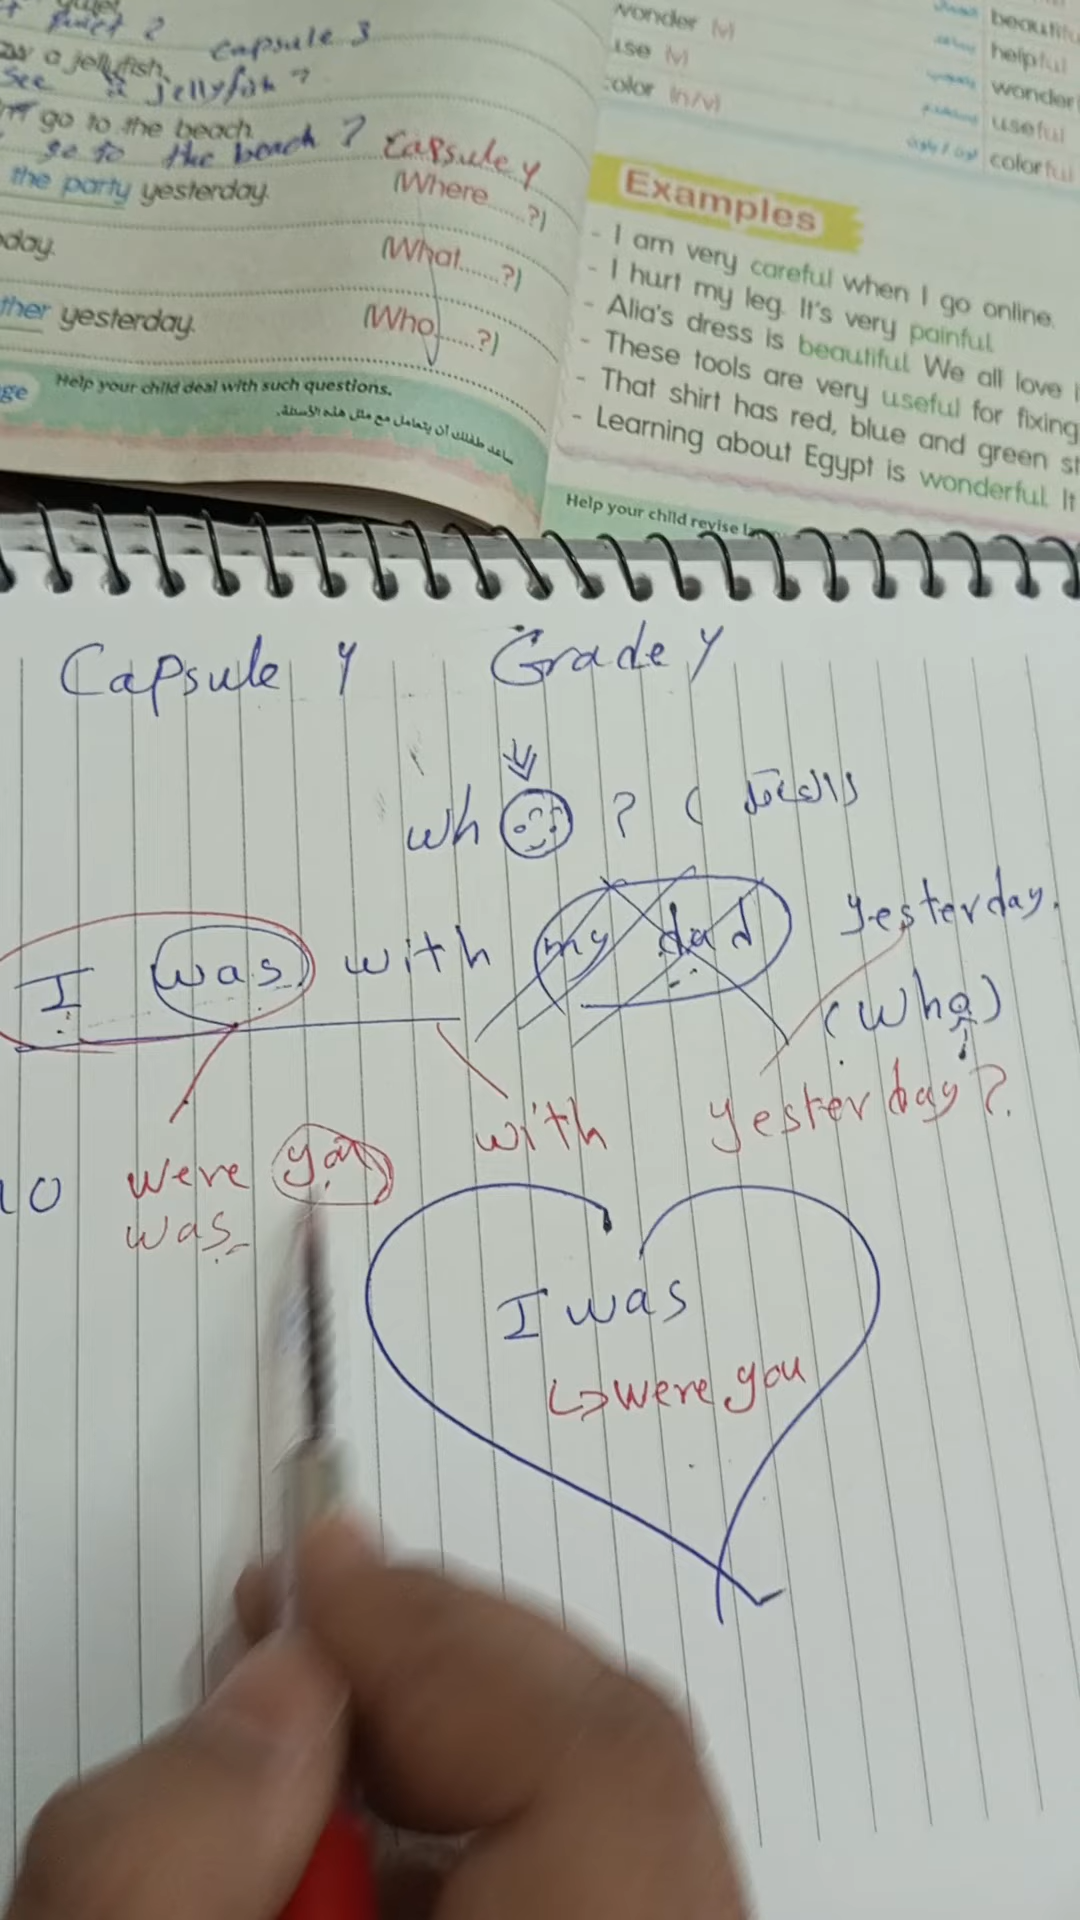 capsule 3
a jellyfish.
see a jellyfish?
go to the beach.
go to the beach ? Capsule 4
the party yesterday. (Where......?)
day. (What......?)
ther yesterday. (Who......?)
Help your child deal with such questions.
ساعد طفلك أن يتعامل مع مثل هذه الأسئلة.
wonder (v)
use (v)
color (n/v)
beautiful
helpful
wonder
useful
colorful
Examples
- I am very careful when I go online.
- I hurt my leg. It's very painful.
- Alia's dress is beautiful. We all love i
- These tools are very useful for fixing
- That shirt has red, blue and green st
- Learning about Egypt is wonderful. It
Help your child revise
Capsule 4 Grade 4
wh ? (
I was with my dad yesterday.
(who)
were you with yesterday?
was
I was
were you